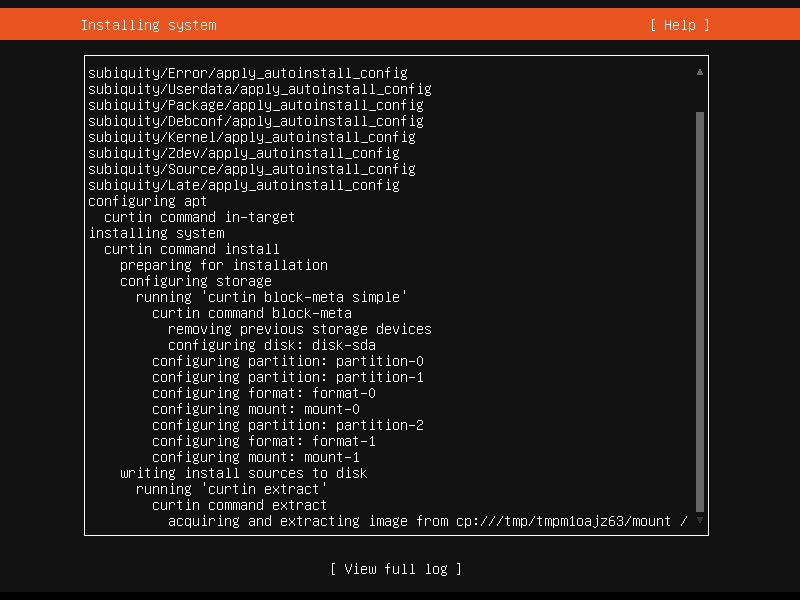 Installing system
[ Help ]
subiquity/Error/apply_autoinstall_config
subiquity/Userdata/apply_autoinstall_config
subiquity/Package/apply_autoinstall_config
subiquity/Debconf/apply_autoinstall_config
subiquity/Kernel/apply_autoinstall_config
subiquity/Zdev/apply_autoinstall_config
subiquity/Source/apply_autoinstall_config
subiquity/Late/apply_autoinstall_config
configuring apt
curtin command in-target
installing system
curtin command install
preparing for installation
configuring storage
running 'curtin block-meta simple'
curtin command block-meta
removing previous storage devices
configuring disk: disk-sda
configuring partition: partition-0
configuring partition: partition-1
configuring format: format-0
configuring mount: mount-0
configuring partition: partition-2
configuring format: format-1
configuring mount: mount-1
writing install sources to disk
running 'curtin extract'
curtin command extract
acquiring and extracting image from cp:///tmp/tmpm1oajz63/mount /
[ View full log ]